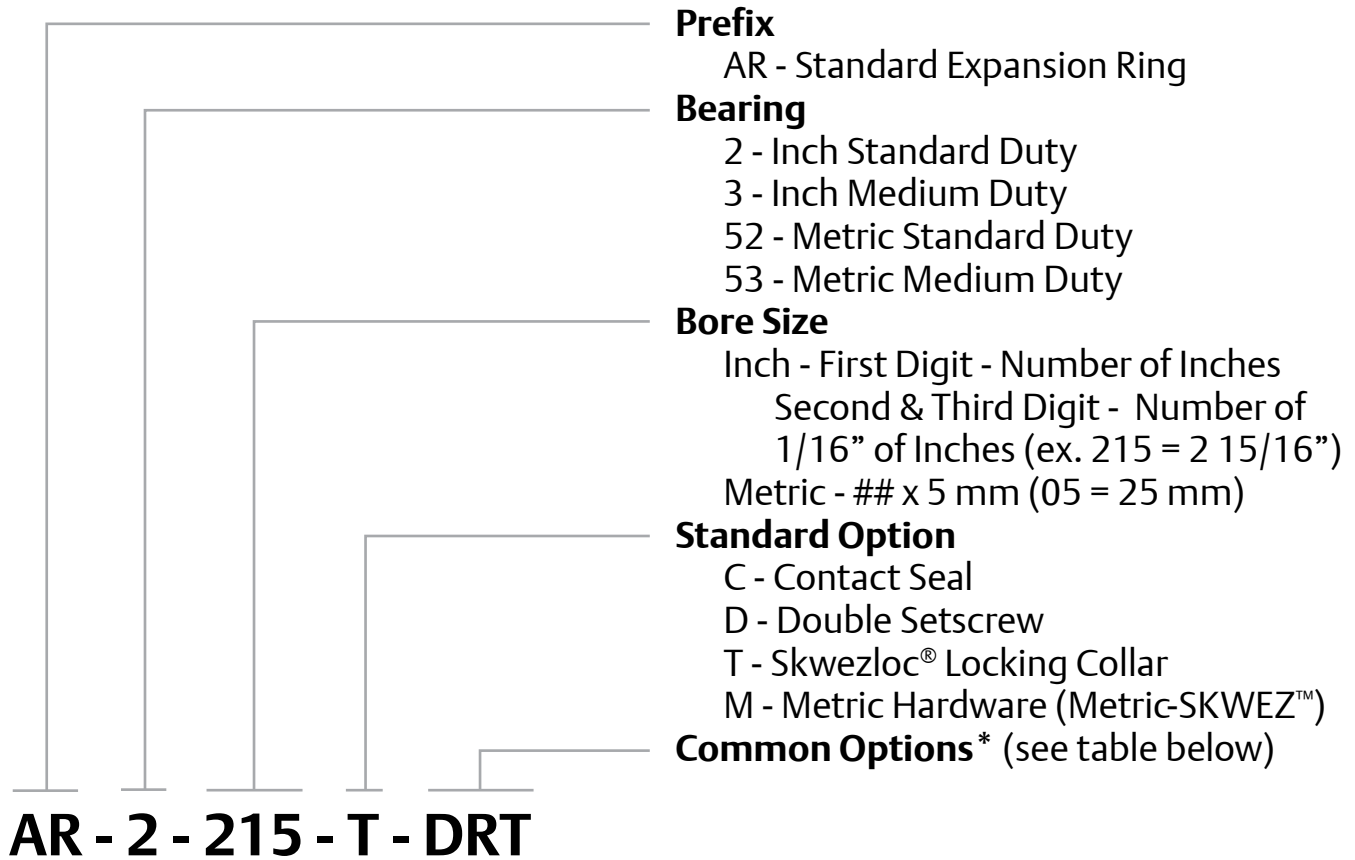 Prefix
AR - Standard Expansion Ring
Bearing
2 - Inch Standard Duty
3 - Inch Medium Duty
52 - Metric Standard Duty
53 - Metric Medium Duty
Bore Size
Inch - First Digit - Number of Inches
Second & Third Digit - Number of
1/16” of Inches (ex. 215 = 2 15/16”)
Metric - ## x 5 mm (05 = 25 mm)
Standard Option
C - Contact Seal
D - Double Setscrew
T - Skwezloc® Locking Collar
M - Metric Hardware (Metric-SKWEZ™)
Common Options* (see table below)
AR - 2 - 215 - T - DRT